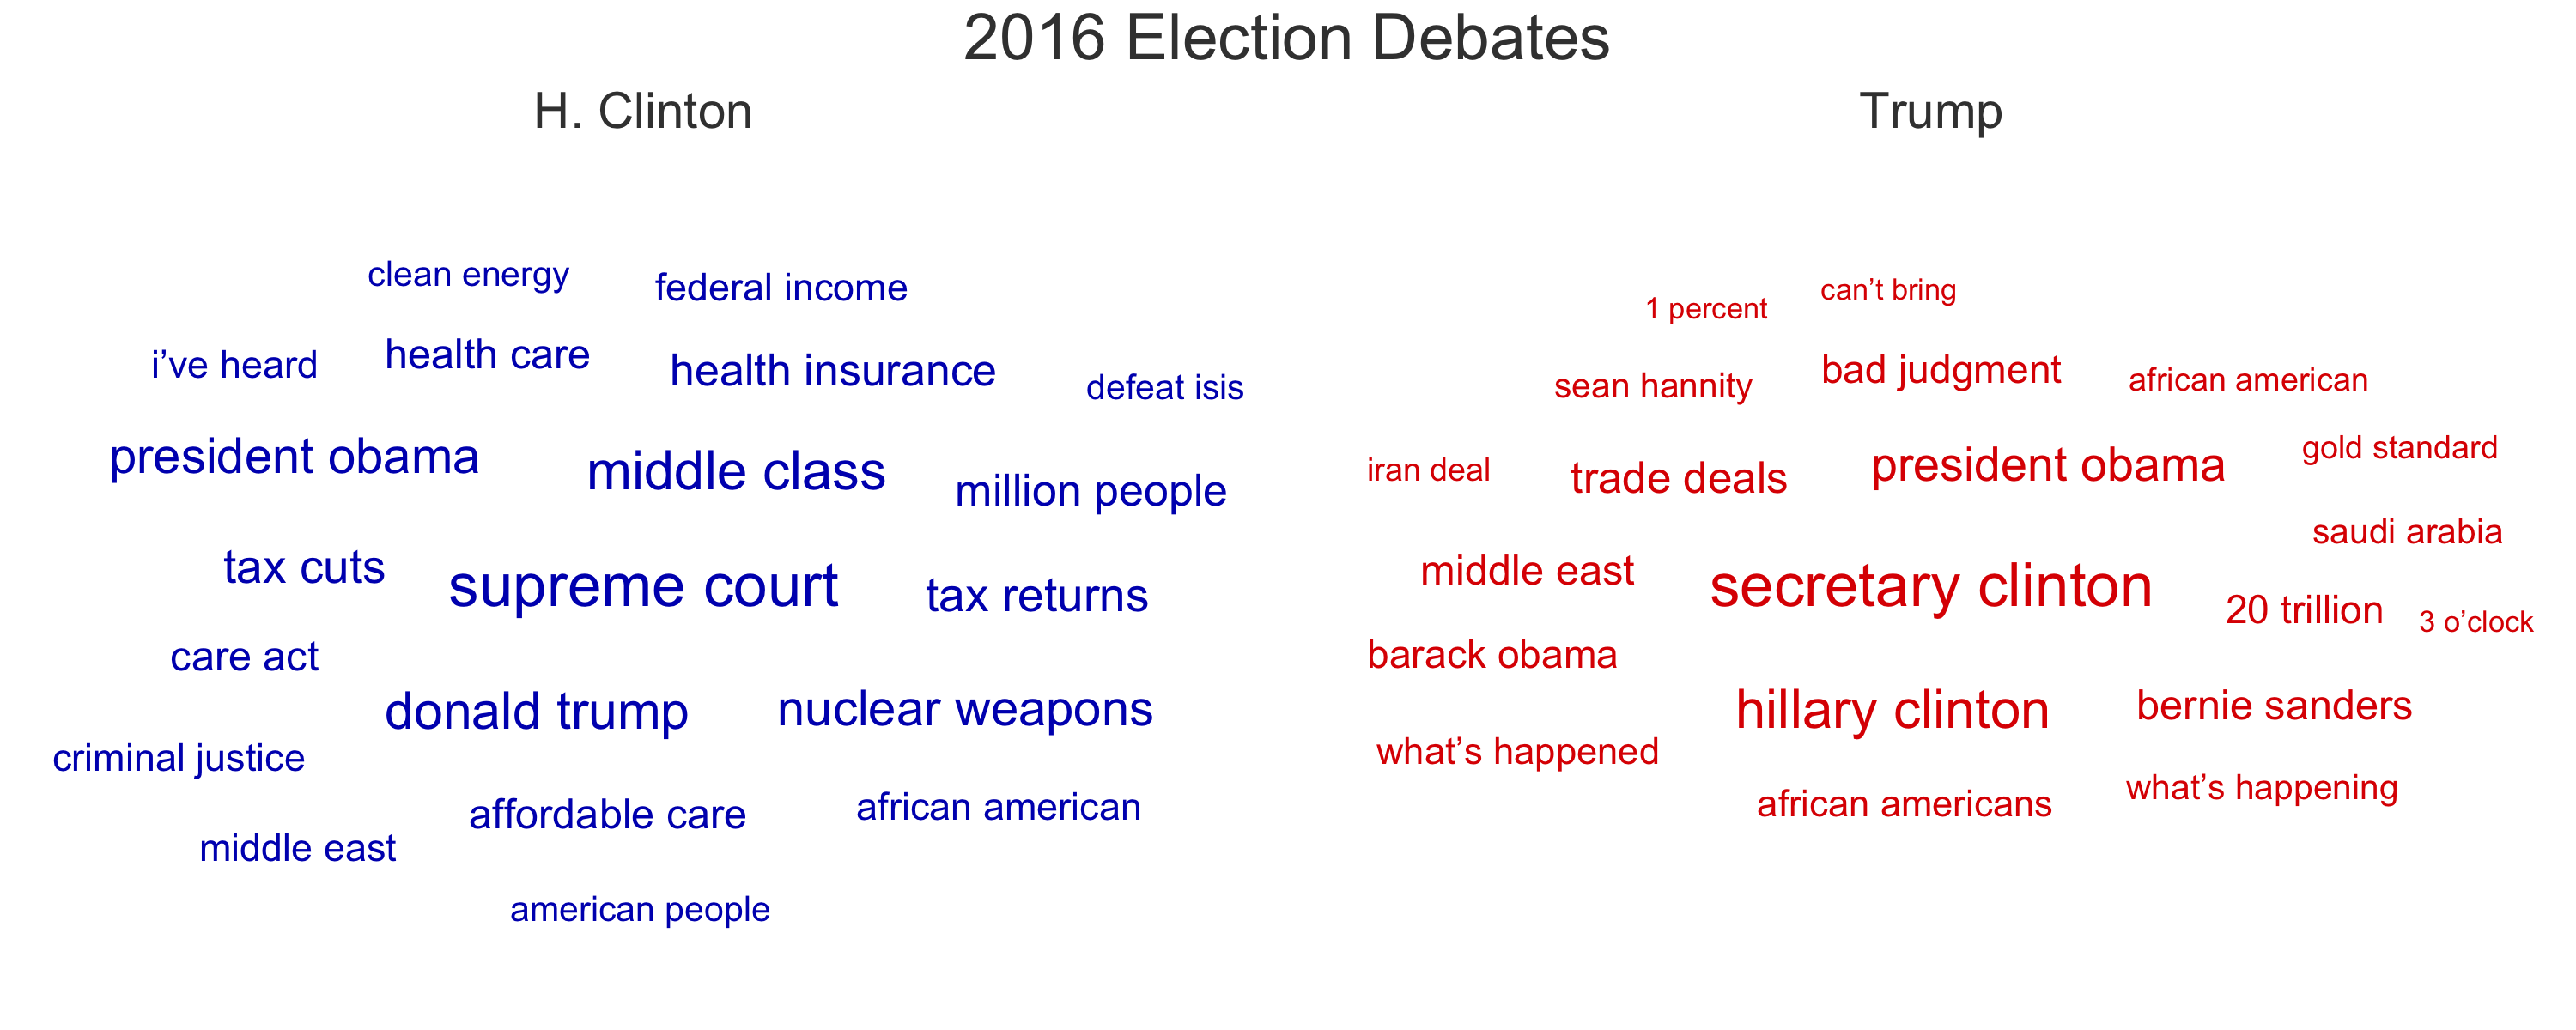 2016 Election Debates
H. Clinton
clean energy
federal income
i’ve heard
health care
health insurance
defeat isis
president obama
middle class
million people
tax cuts
supreme court
tax returns
care act
donald trump
nuclear weapons
criminal justice
affordable care
african american
middle east
american people
Trump
1 percent
can’t bring
sean hannity
bad judgment
african american
iran deal
trade deals
president obama
gold standard
saudi arabia
middle east
secretary clinton
20 trillion
3 o’clock
barack obama
hillary clinton
bernie sanders
what’s happened
african americans
what’s happening